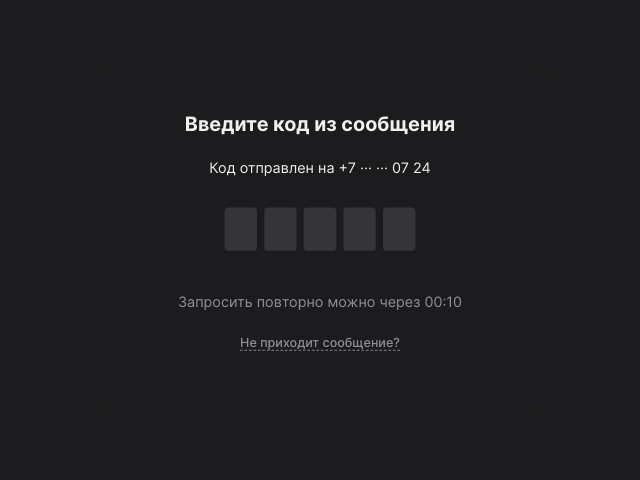 Введите код из сообщения
Код отправлен на +7 ··· ··· 07 24
Запросить повторно можно через 00:10
Не приходит сообщение?